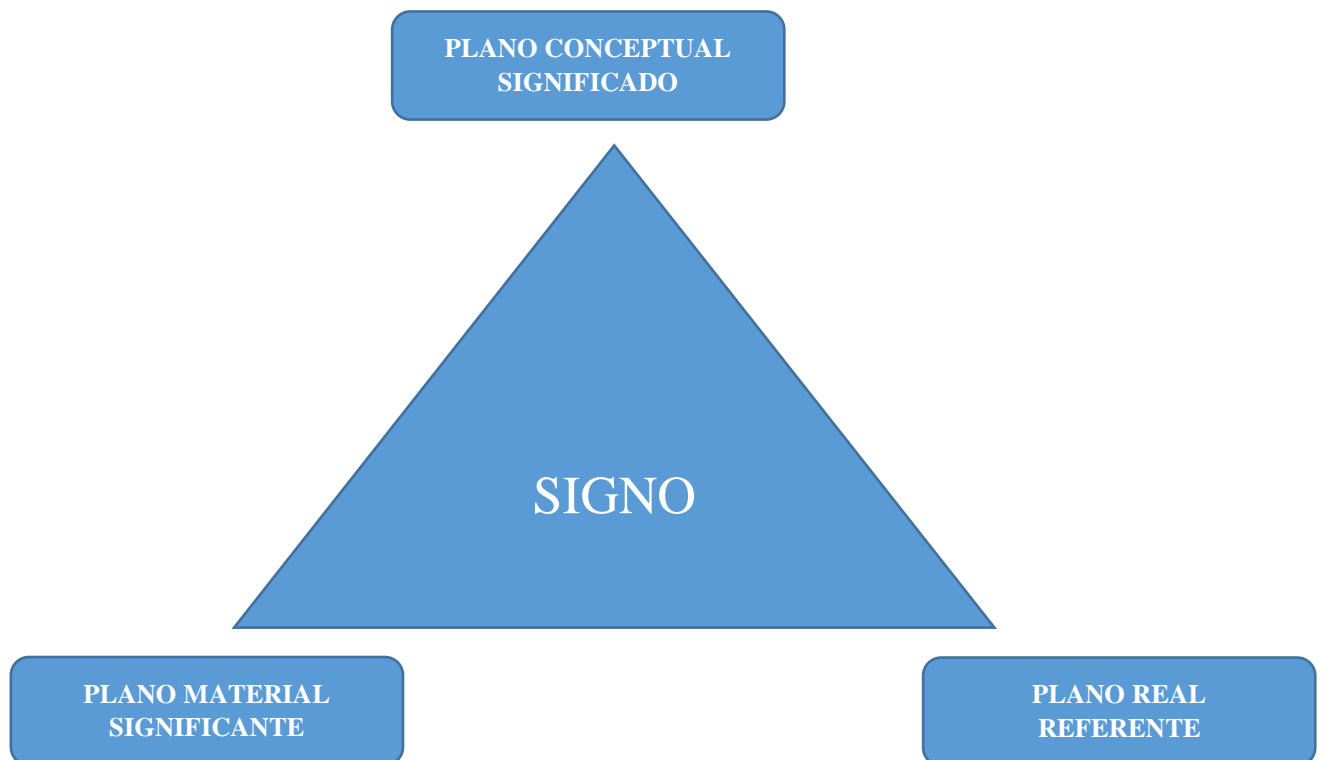 PLANO CONCEPTUAL
SIGNIFICADO
SIGNO
PLANO MATERIAL
SIGNIFICANTE
PLANO REAL
REFERENTE